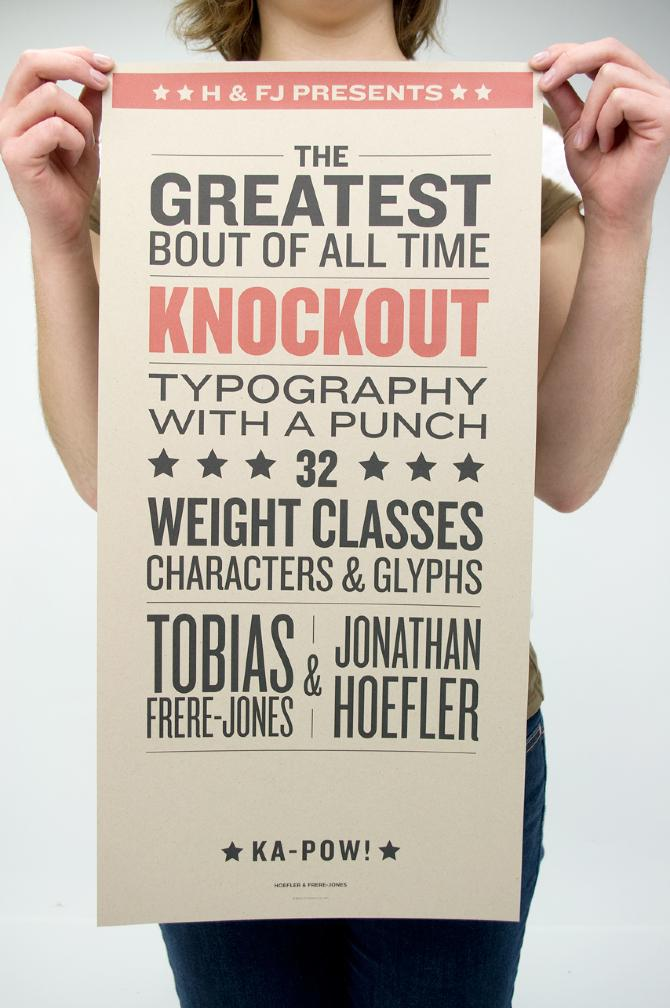 ★ ★ H & FJ PRESENTS ★ ★
THE
GREATEST
BOUT OF ALL TIME
KNOCKOUT
TYPOGRAPHY
WITH A PUNCH
★ ★ ★ 32 ★ ★ ★
WEIGHT CLASSES
CHARACTERS & GLYPHS
TOBIAS
FRERE-JONES
&
JONATHAN
HOEFLER
★ KA-POW! ★
HOEFLER & FRERE-JONES